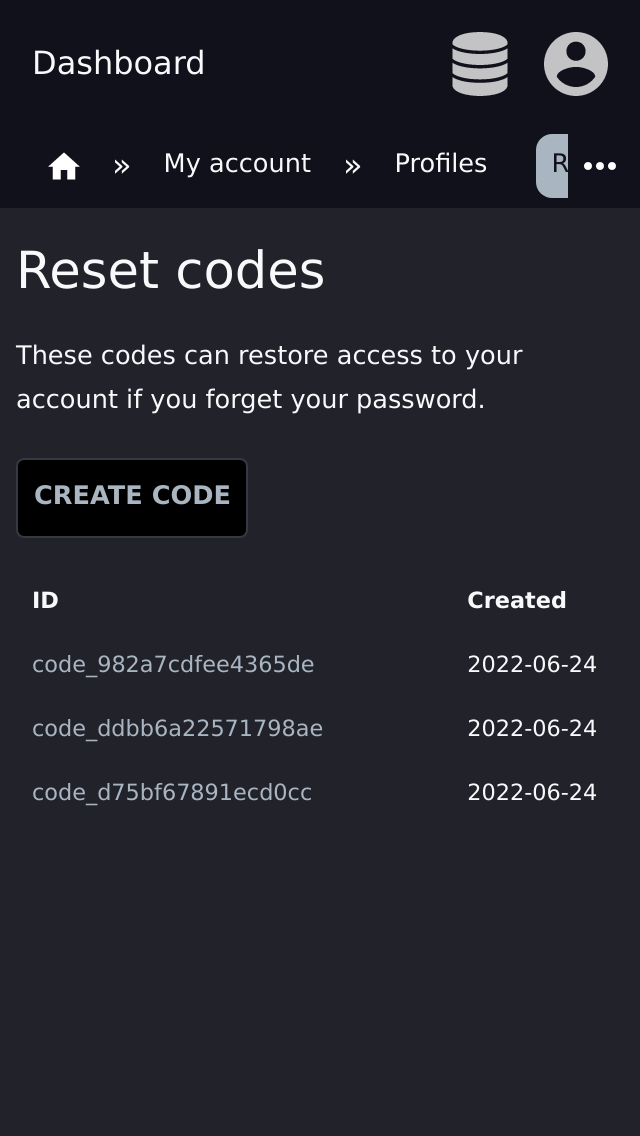 Dashboard
» My account » Profiles R
Reset codes
These codes can restore access to your
account if you forget your password.
CREATE CODE
ID Created
code_982a7cdfee4365de 2022-06-24
code_ddbb6a22571798ae 2022-06-24
code_d75bf67891ecd0cc 2022-06-24